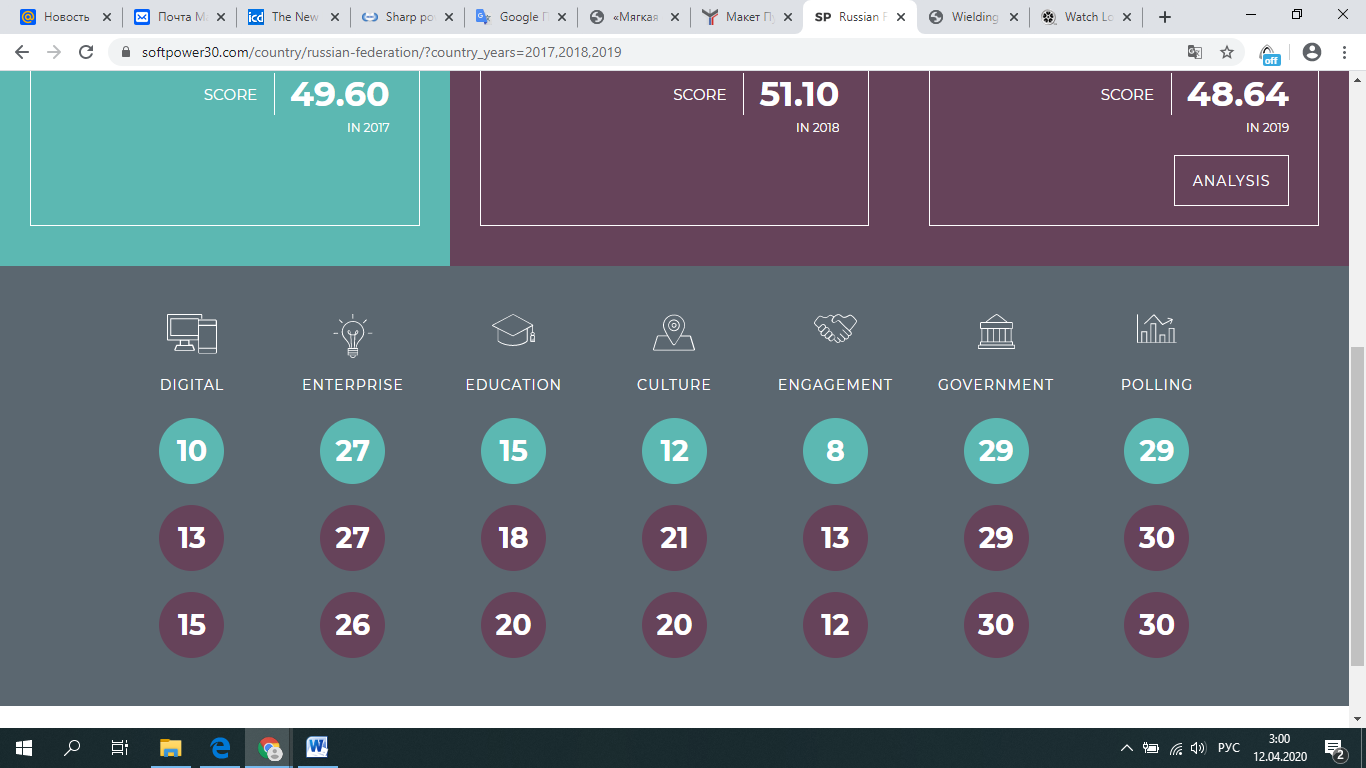 Новость
Почта М
icd The New
Sharp po
Google П
«Мягкая
Макет П
SP Russian F
Wielding
Watch Lo
softpower30.com/country/russian-federation/?country_years=2017,2018,2019
off
SCORE 49.60
IN 2017
SCORE 51.10
IN 2018
SCORE 48.64
IN 2019
ANALYSIS
DIGITAL ENTERPRISE EDUCATION CULTURE ENGAGEMENT GOVERNMENT POLLING
10 27 15 12 8 29 29
13 27 18 21 13 29 30
15 26 20 20 12 30 30
РУС
3:00
12.04.2020
2